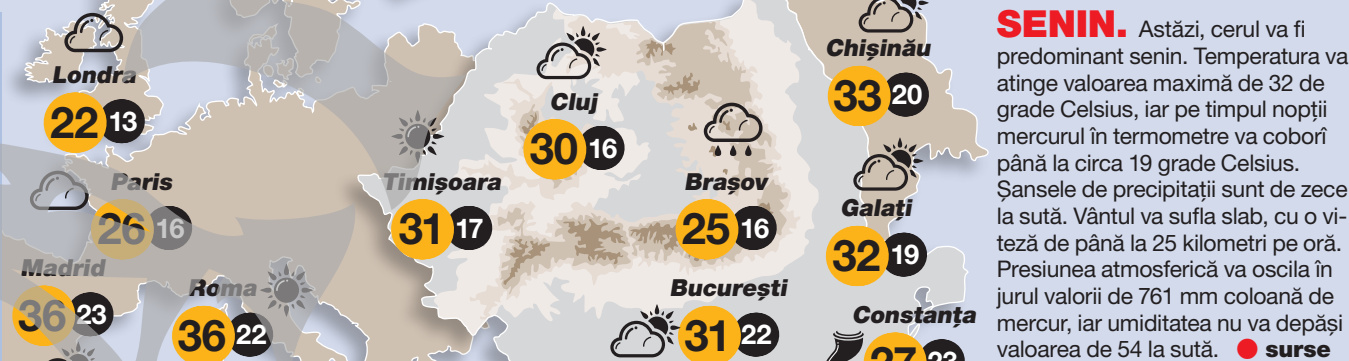 Londra
22 13
Paris
26 16
Madrid
36 23
Roma
36 22
Timișoara
31 17
Cluj
30 16
Brașov
25 16
București
31 22
Chișinău
33 20
Galați
32 19
Constanța
27 23
SENIN. Astăzi, cerul va fi
predominant senin. Temperatura va
atinge valoarea maximă de 32 de
grade Celsius, iar pe timpul nopții
mercurul în termometre va coborî
până la circa 19 grade Celsius.
Șansele de precipitații sunt de zece
la sută. Vântul va sufla slab, cu o vi-
teză de până la 25 kilometri pe oră.
Presiunea atmosferică va oscila în
jurul valorii de 761 mm coloană de
mercur, iar umiditatea nu va depăși
valoarea de 54 la sută. ● surse